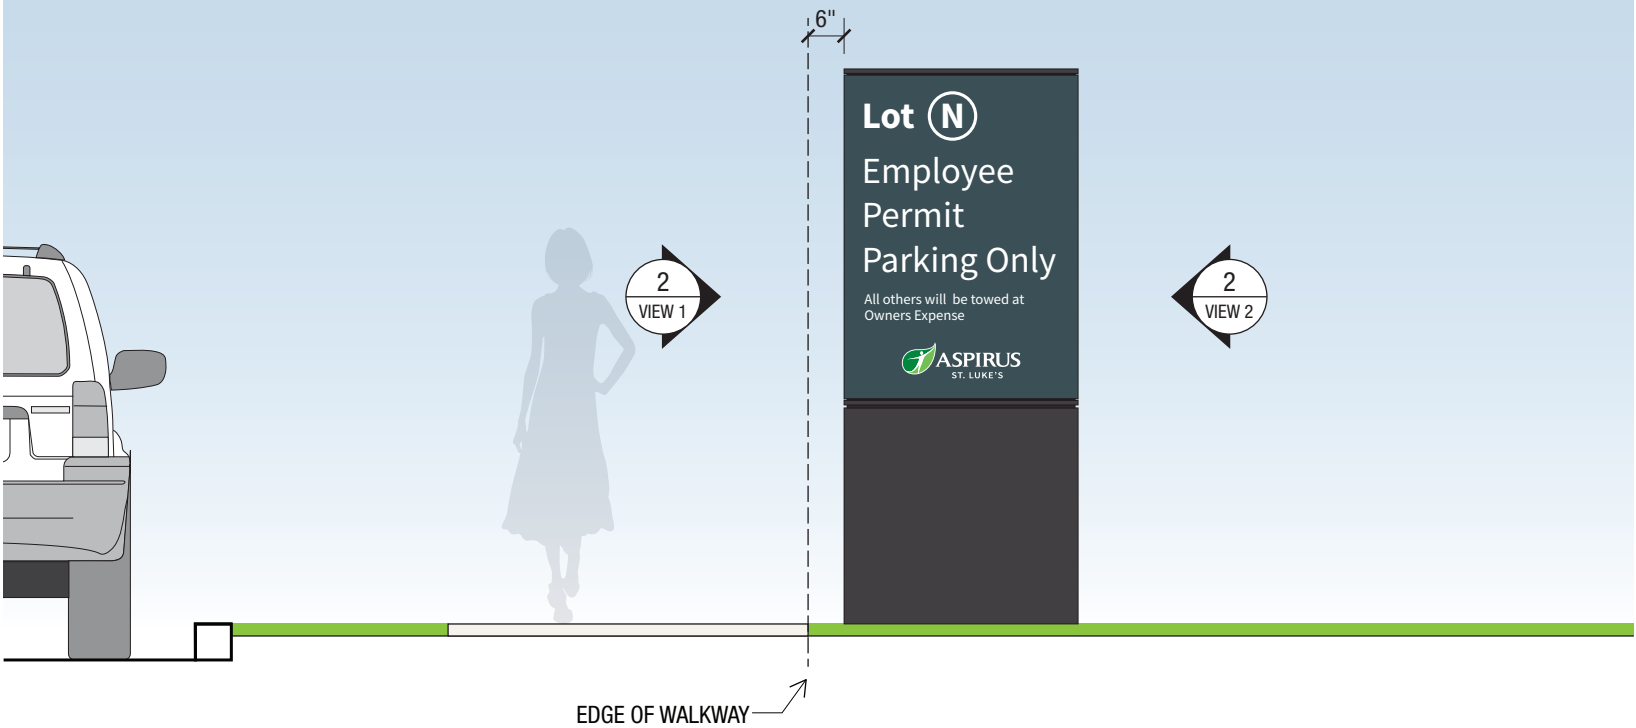 6"
Lot N
Employee
Permit
Parking Only
All others will be towed at
Owners Expense
ASPIRUS
ST. LUKE'S
2
VIEW 1
2
VIEW 2
EDGE OF WALKWAY